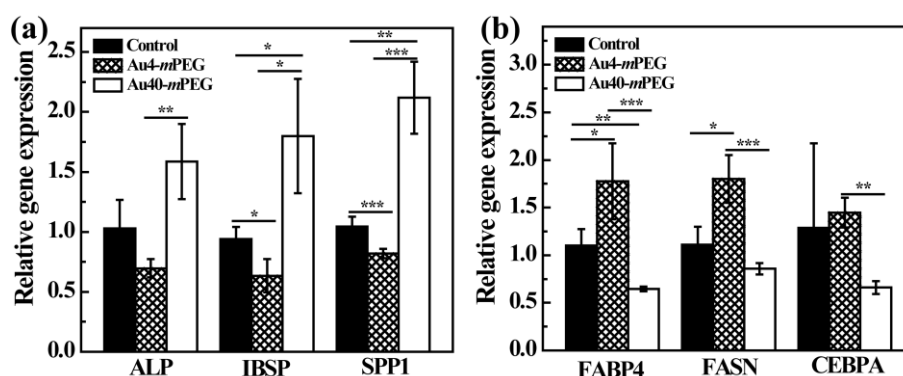 (a)
Control
Au4-mPEG
Au40-mPEG
Relative gene expression
2.5
2.0
1.5
1.0
0.5
0.0
**
*
*
*
**
***
***
ALP IBSP SPP1
(b)
Control
Au4-mPEG
Au40-mPEG
Relative gene expression
3.0
2.5
2.0
1.5
1.0
0.5
0.0
***
**
*
*
***
**
FABP4 FASN CEBPA